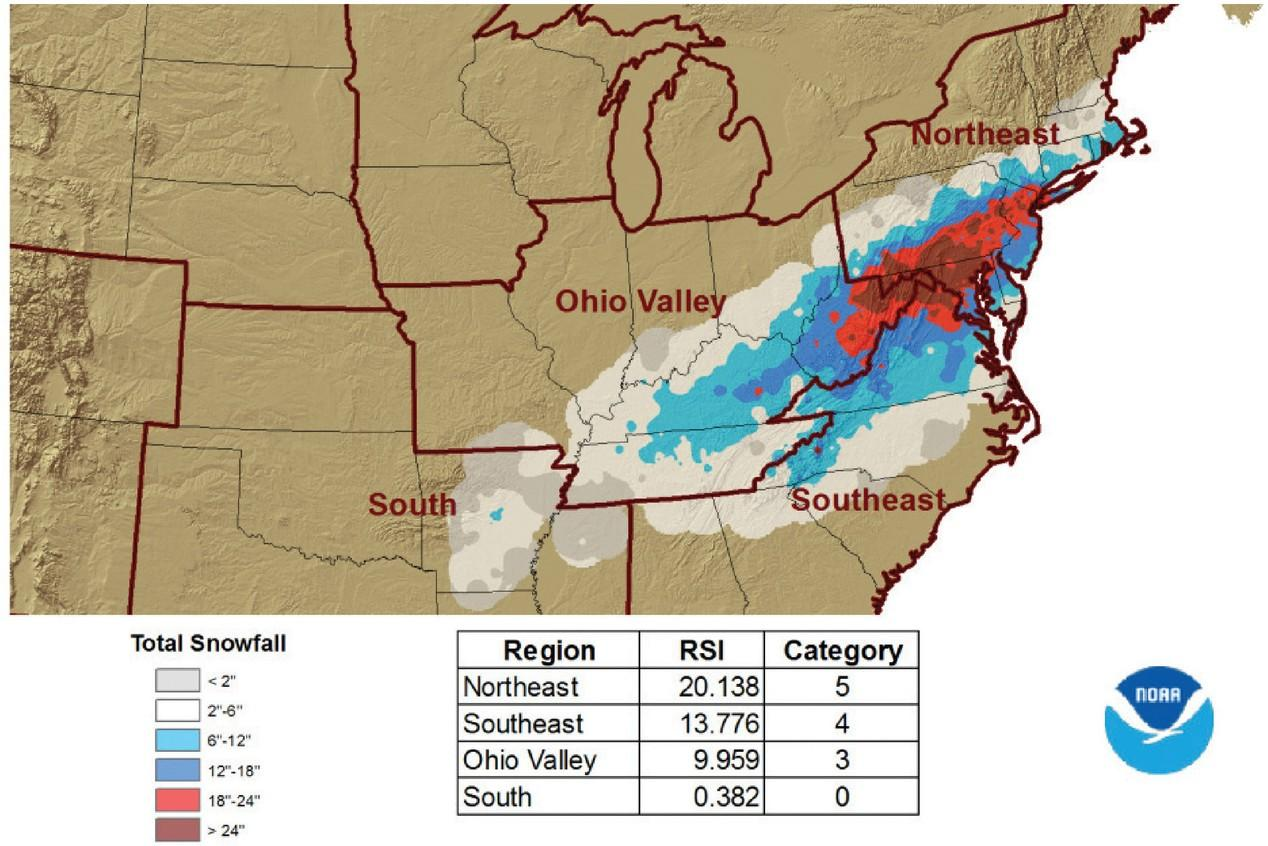 Northeast
Ohio Valley
South
Southeast
Total Snowfall
< 2"
2"-6"
6"-12"
12"-18"
18"-24"
> 24"
Region RSI Category
Northeast 20.138 5
Southeast 13.776 4
Ohio Valley 9.959 3
South 0.382 0
NOAA